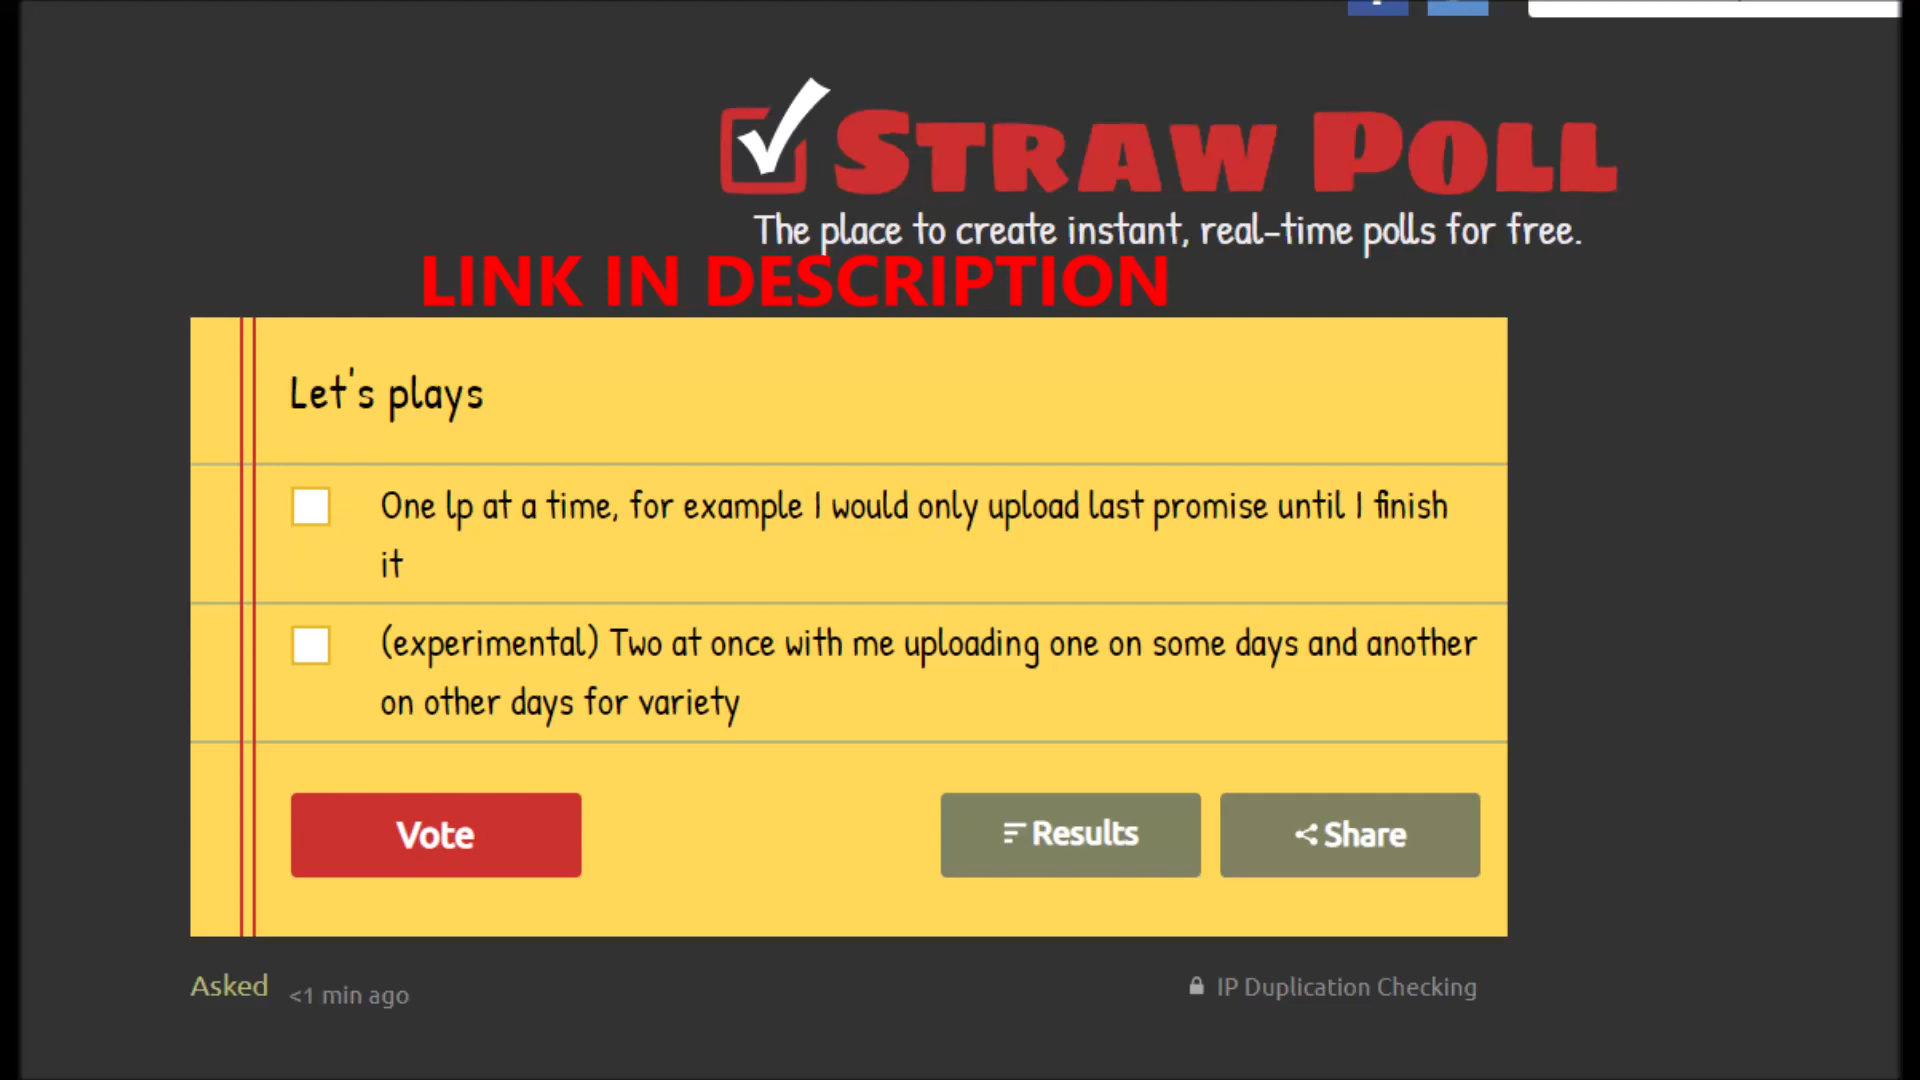 STRAW POLL
The place to create instant, real-time polls for free.
LINK IN DESCRIPTION
Let's plays
One lp at a time, for example I would only upload last promise until I finish
it
(experimental) Two at once with me uploading one on some days and another
on other days for variety
Vote
Results
Share
Asked <1 min ago
IP Duplication Checking